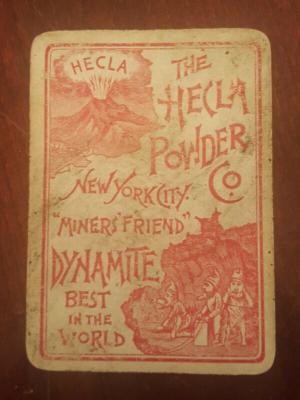 HECLA
THE
HECLA
POWDER
Co.
NEW YORK CITY.
"MINERS' FRIEND"
DYNAMITE.
BEST
IN THE
WORLD